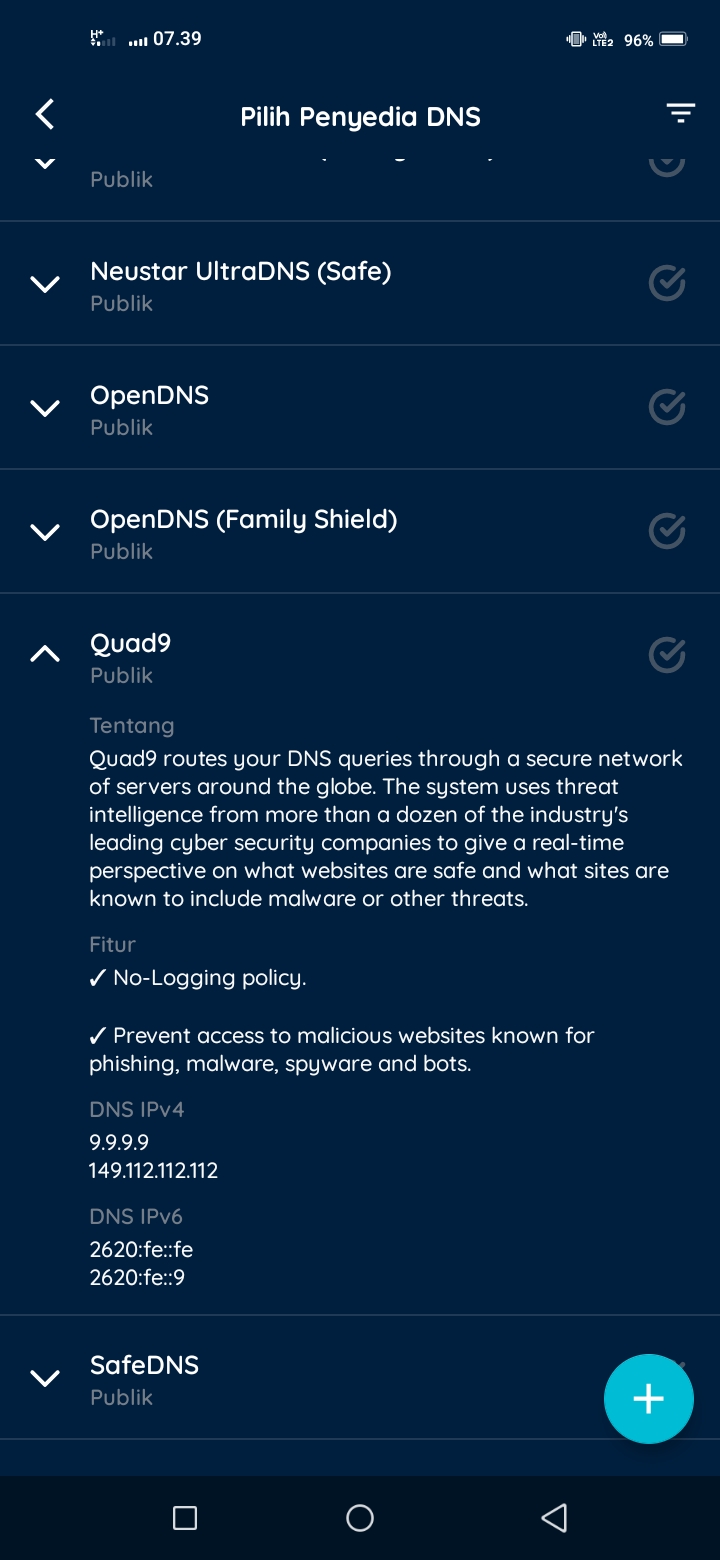 H+ 07.39 Vo) LTE2 96%
Pilih Penyedia DNS
Publik
Neustar UltraDNS (Safe)
Publik
OpenDNS
Publik
OpenDNS (Family Shield)
Publik
Quad9
Publik
Tentang
Quad9 routes your DNS queries through a secure network
of servers around the globe. The system uses threat
intelligence from more than a dozen of the industry's
leading cyber security companies to give a real-time
perspective on what websites are safe and what sites are
known to include malware or other threats.
Fitur
✓ No-Logging policy.
✓ Prevent access to malicious websites known for
phishing, malware, spyware and bots.
DNS IPv4
9.9.9.9
149.112.112.112
DNS IPv6
2620:fe::fe
2620:fe::9
SafeDNS
Publik